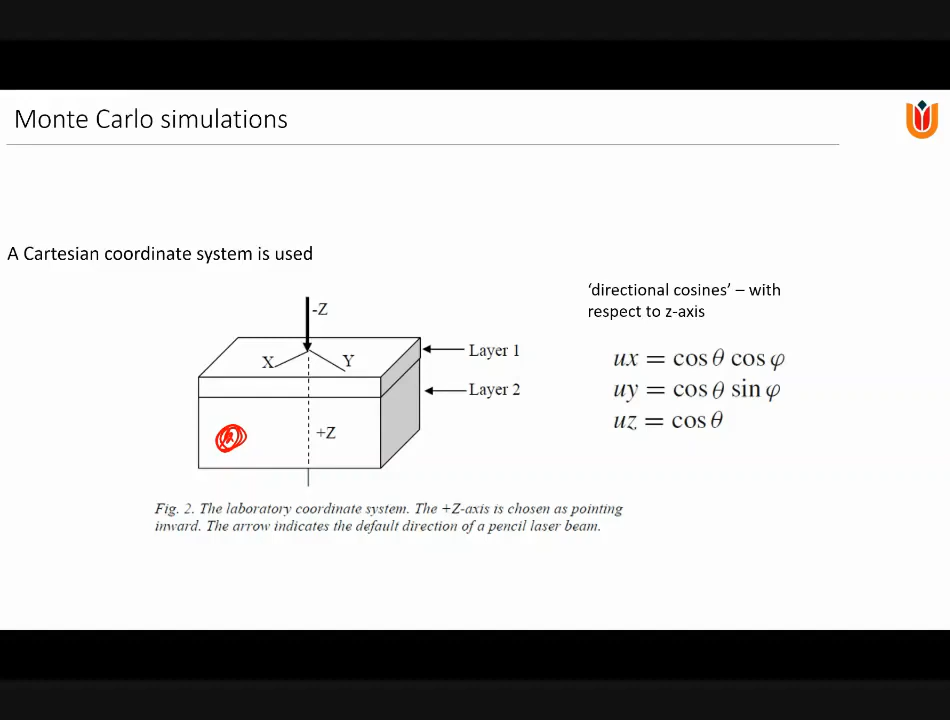 Monte Carlo simulations
A Cartesian coordinate system is used
'directional cosines' – with
respect to z-axis
-Z
X
Y
Layer 1
Layer 2
+Z
ux = cos θ cos φ
uy = cos θ sin φ
uz = cos θ
Fig. 2. The laboratory coordinate system. The +Z-axis is chosen as pointing
inward. The arrow indicates the default direction of a pencil laser beam.